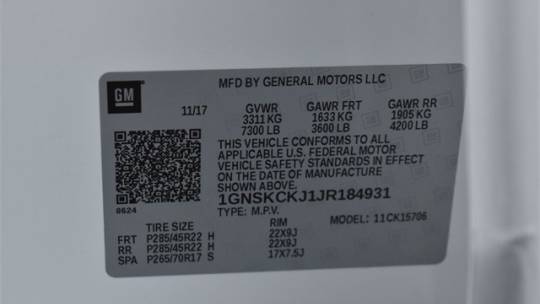 GM
MFD BY GENERAL MOTORS LLC
11/17 GVWR GAWR FRT GAWR RR
3311 KG 1633 KG 1905 KG
7300 LB 3600 LB 4200 LB
THIS VEHICLE CONFORMS TO ALL
APPLICABLE U.S. FEDERAL MOTOR
VEHICLE SAFETY STANDARDS IN EFFECT
ON THE DATE OF MANUFACTURE
SHOWN ABOVE.
8624
1GNSKCKJ1JR184931
TYPE: M.P.V. MODEL: 11CK15706
TIRE SIZE RIM
FRT P285/45R22 H 22X9J
RR P285/45R22 H 22X9J
SPA P265/70R17 S 17X7.5J